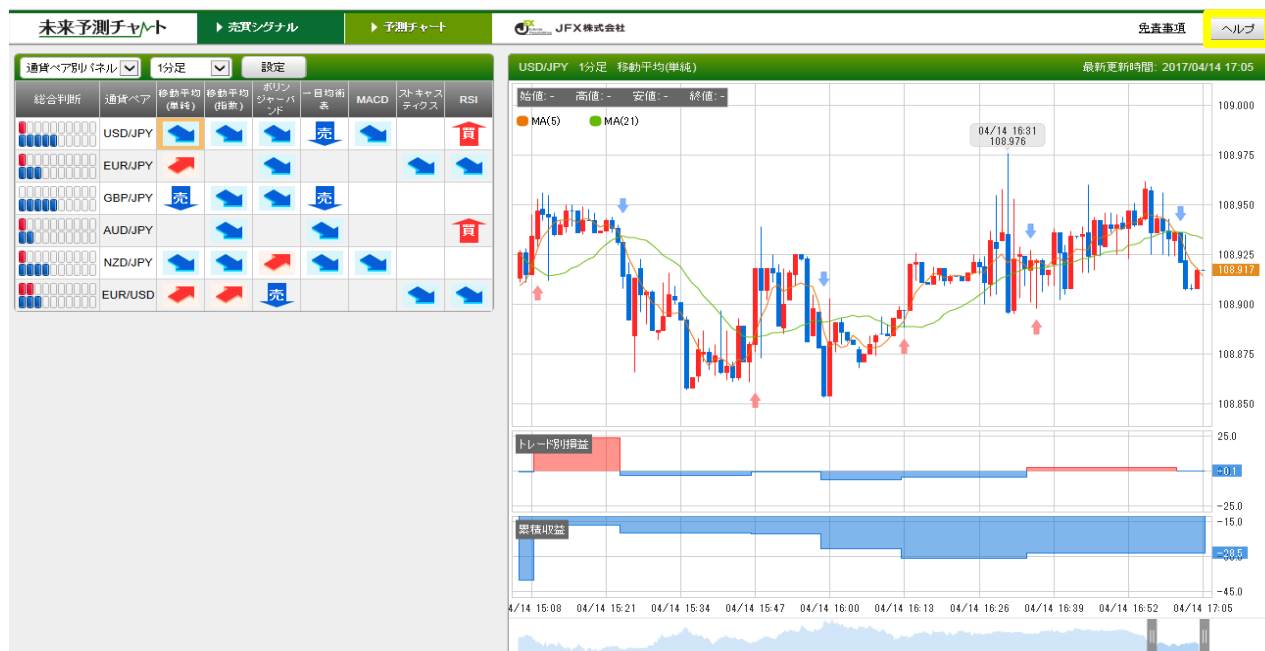 未来予測チャート
売買シグナル
予測チャート
JFX株式会社
免責事項
ヘルプ
通貨ペア別パネル
1分足
設定
総合判断
通貨ペア
移動平均
(単純)
移動平均
(指数)
ボリン
ジャーバ
ンド
一目均衡
表
MACD
ストキャス
ティクス
RSI
USD/JPY
売
買
EUR/JPY
GBP/JPY
売
売
AUD/JPY
買
NZD/JPY
EUR/USD
売
USD/JPY 1分足 移動平均(単純)
最新更新時間: 2017/04/14 17:05
始値: - 高値: - 安値: - 終値: -
MA(5) MA(21)
04/14 16:31
108.976
109.000
108.975
108.950
108.925
108.917
108.900
108.875
108.850
トレード別損益
25.0
-25.0
累積収益
-15.0
-28.5
-45.0
4/14 15:08 04/14 15:21 04/14 15:34 04/14 15:47 04/14 16:00 04/14 16:13 04/14 16:26 04/14 16:39 04/14 16:52 04/14 17:05